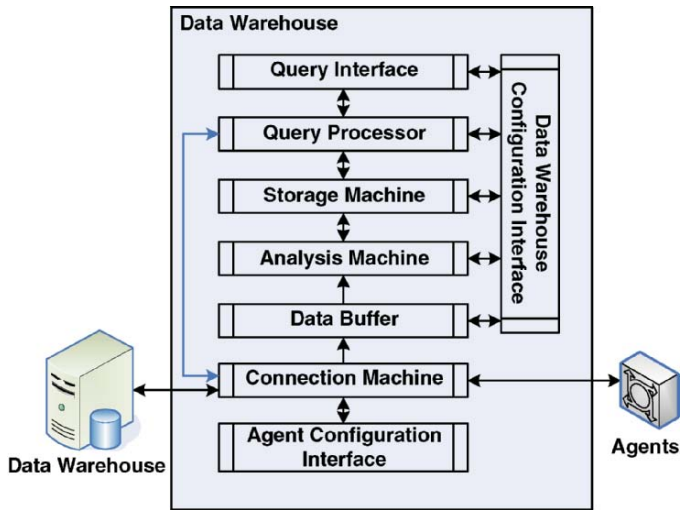 Data Warehouse
Query Interface
Query Processor
Storage Machine
Analysis Machine
Data Buffer
Connection Machine
Agent Configuration
Interface
Data Warehouse
Configuration Interface
Data Warehouse
Agents